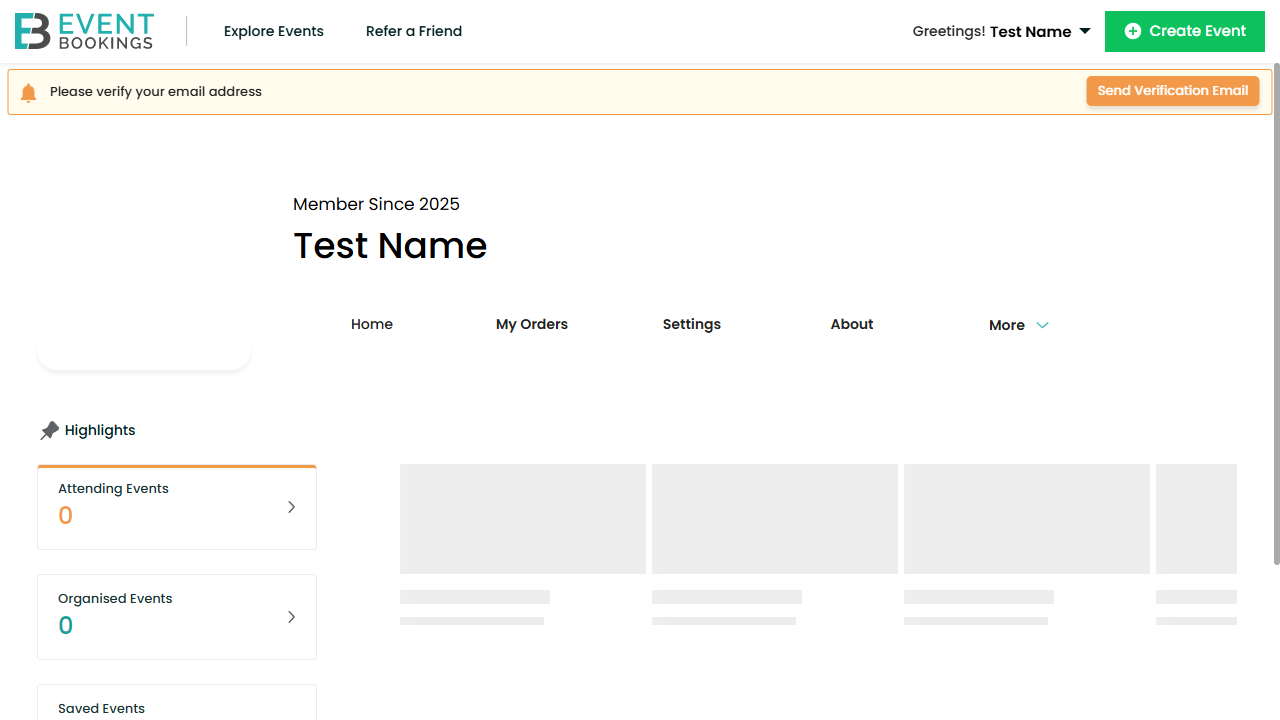 EVENT
BOOKINGS
Explore Events
Refer a Friend
Greetings! Test Name
Create Event
Please verify your email address
Send Verification Email
Member Since 2025
Test Name
Home
My Orders
Settings
About
More
Highlights
Attending Events
0
Organised Events
0
Saved Events